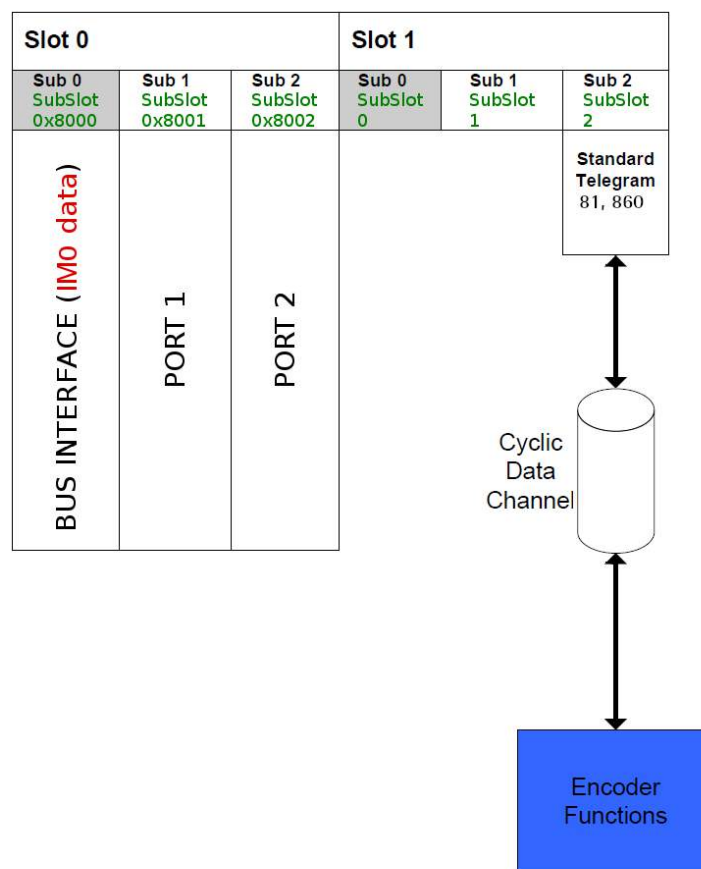 Slot 0
Slot 1
Sub 0
SubSlot
0x8000
Sub 1
SubSlot
0x8001
Sub 2
SubSlot
0x8002
Sub 0
SubSlot
0
Sub 1
SubSlot
1
Sub 2
SubSlot
2
BUS INTERFACE (IM0 data)
PORT 1
PORT 2
Standard
Telegram
81, 860
Cyclic
Data
Channel
Encoder
Functions